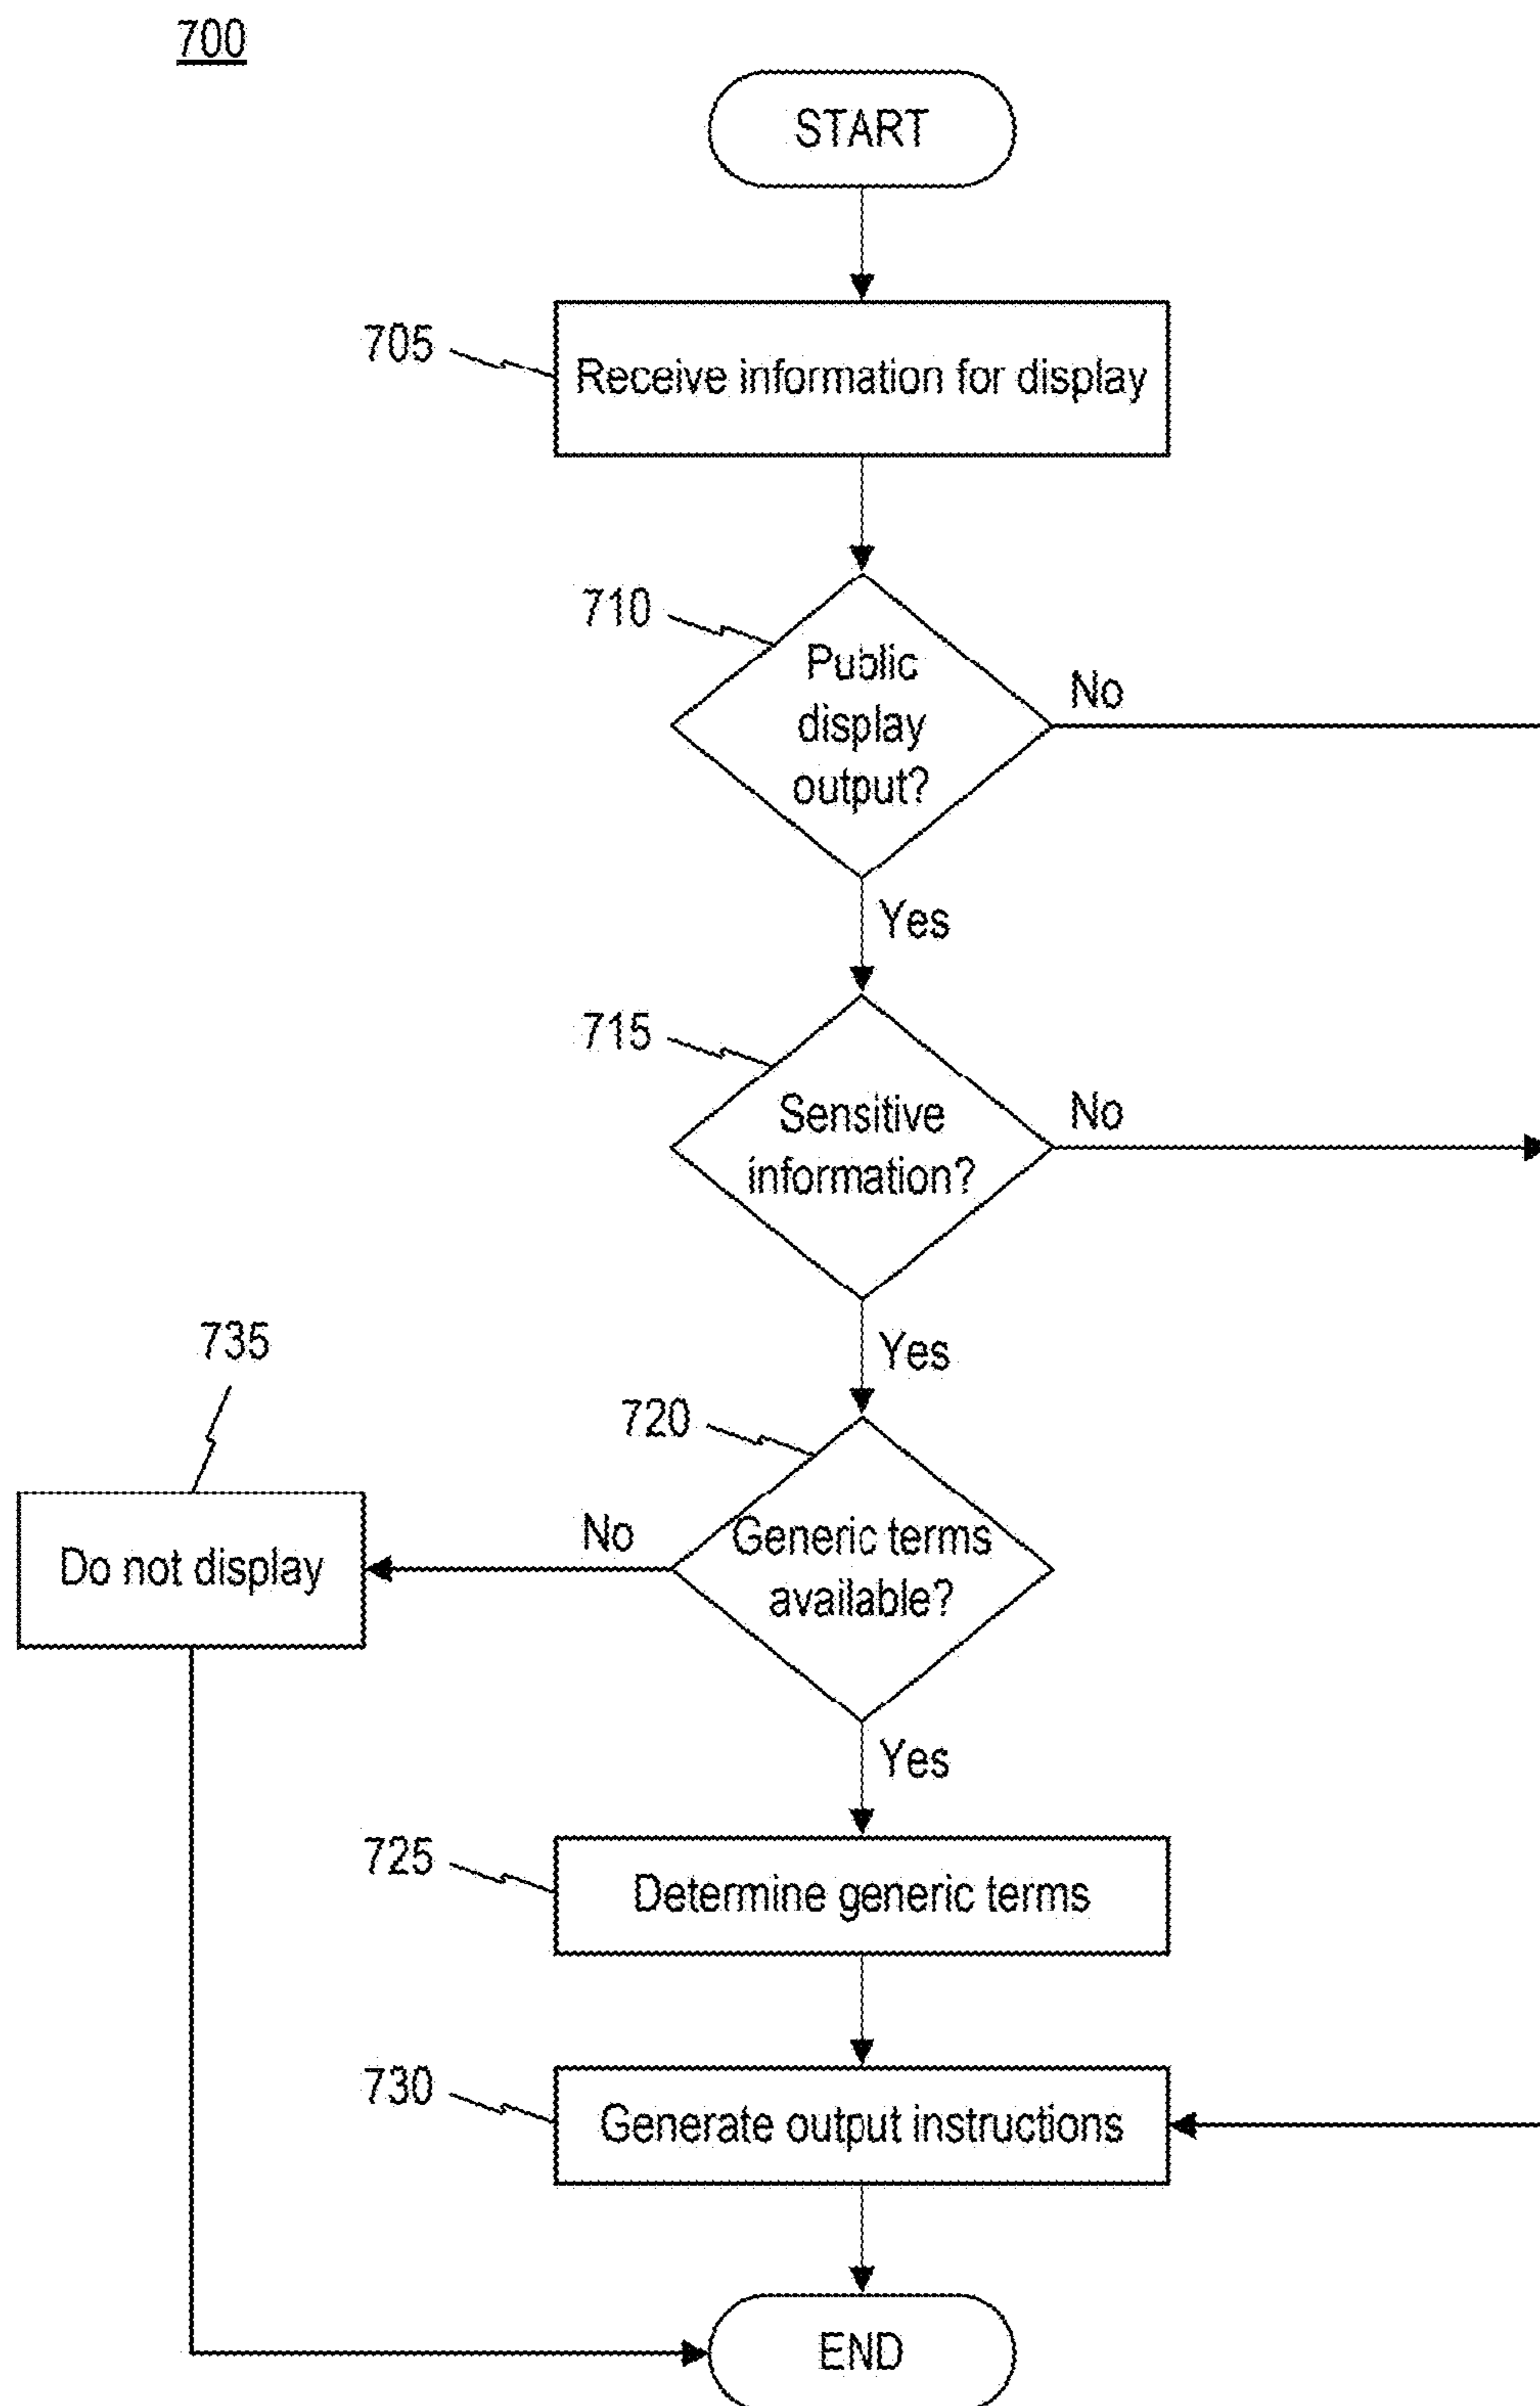 700
START
705
Receive information for display
710
Public
display
output?
No
Yes
715
Sensitive
information?
No
Yes
735
720
Do not display
No
Generic terms
available?
Yes
725
Determine generic terms
730
Generate output instructions
END